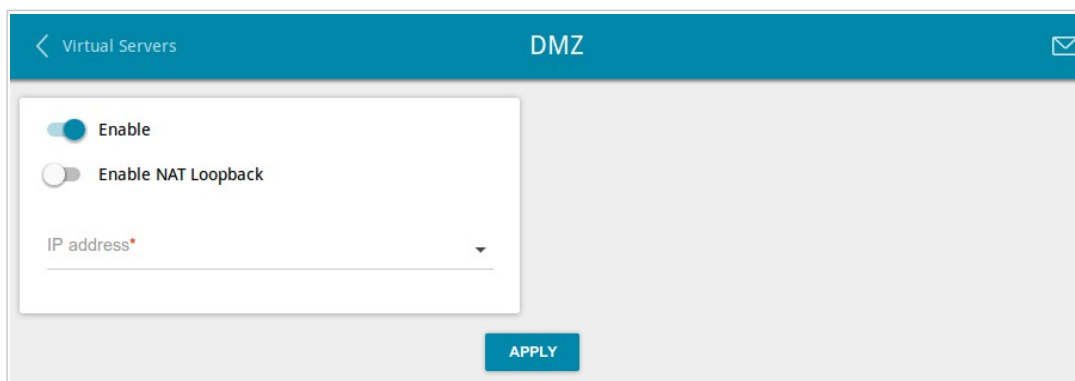 Virtual Servers
DMZ
Enable
Enable NAT Loopback
IP address*
APPLY